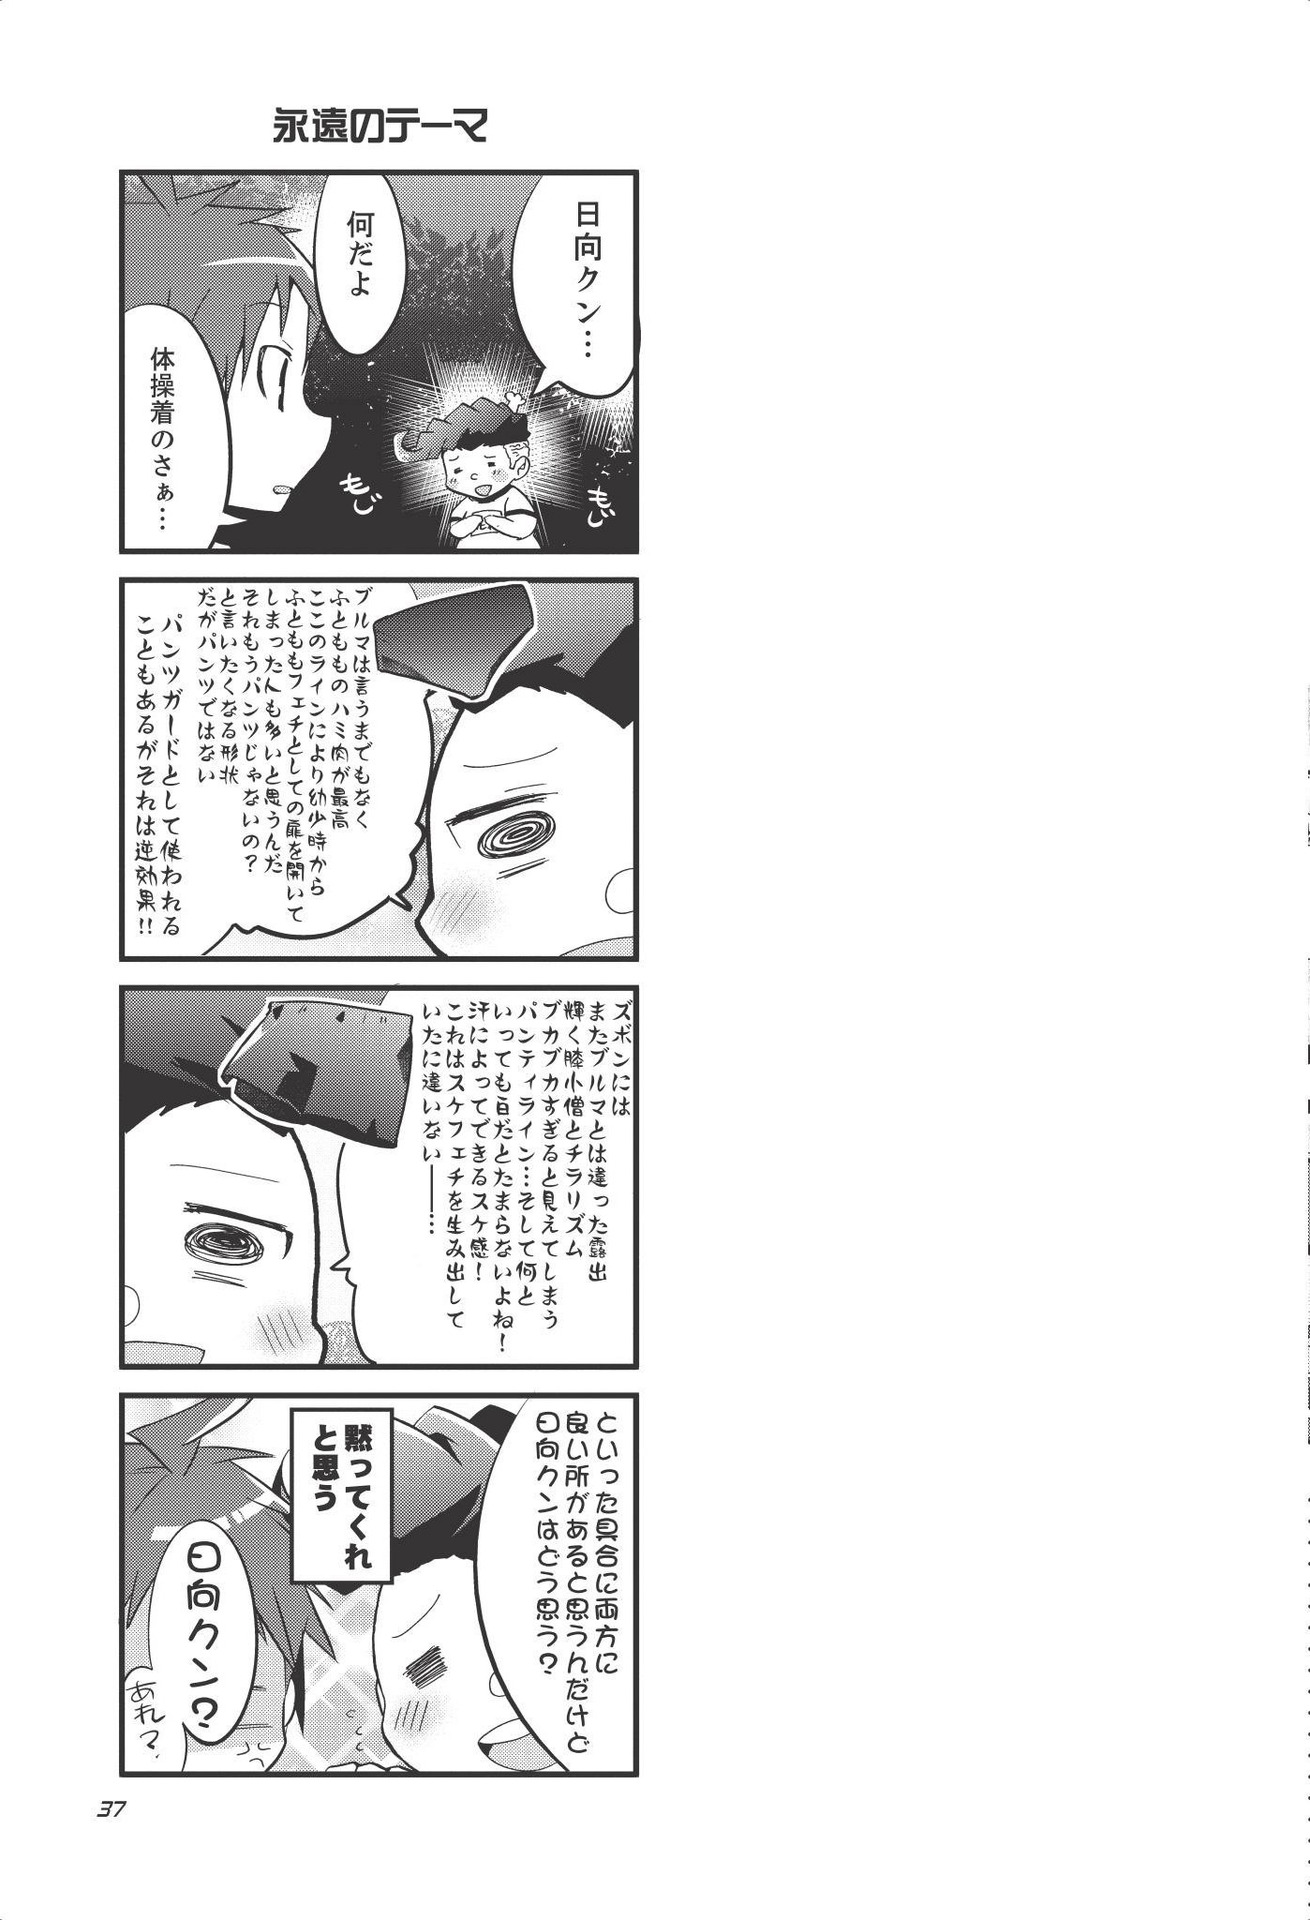 永遠のテーマ
日向クン…
何だよ
もじ
もじ
体操着のさぁ…
ブルマは言うまでもなく
ふともものハミ肉が最高
ここのラインにより幼少時から
ふとももフェチとしての扉を開いて
しまった人も多いと思うんだ
それもうパンツじゃないの?
と言いたくなる形状
だがパンツではない
パンツガードとして使われる
こともあるがそれは逆効果!!
ズボンには
またブルマとは違った露出
輝く膝小僧とチラリズム
ブカブカすぎると見えてしまう
パンティライン…そして何と
いっても白だとたまらないよね!
汗によってできるスケ感!
これはスケフェチを生み出して
いたに違いない――…
といった具合に両方に
良い所があると思うんだけど
日向クンはどう思う?
黙ってくれ
と思う
日向クン?
あれ?
37